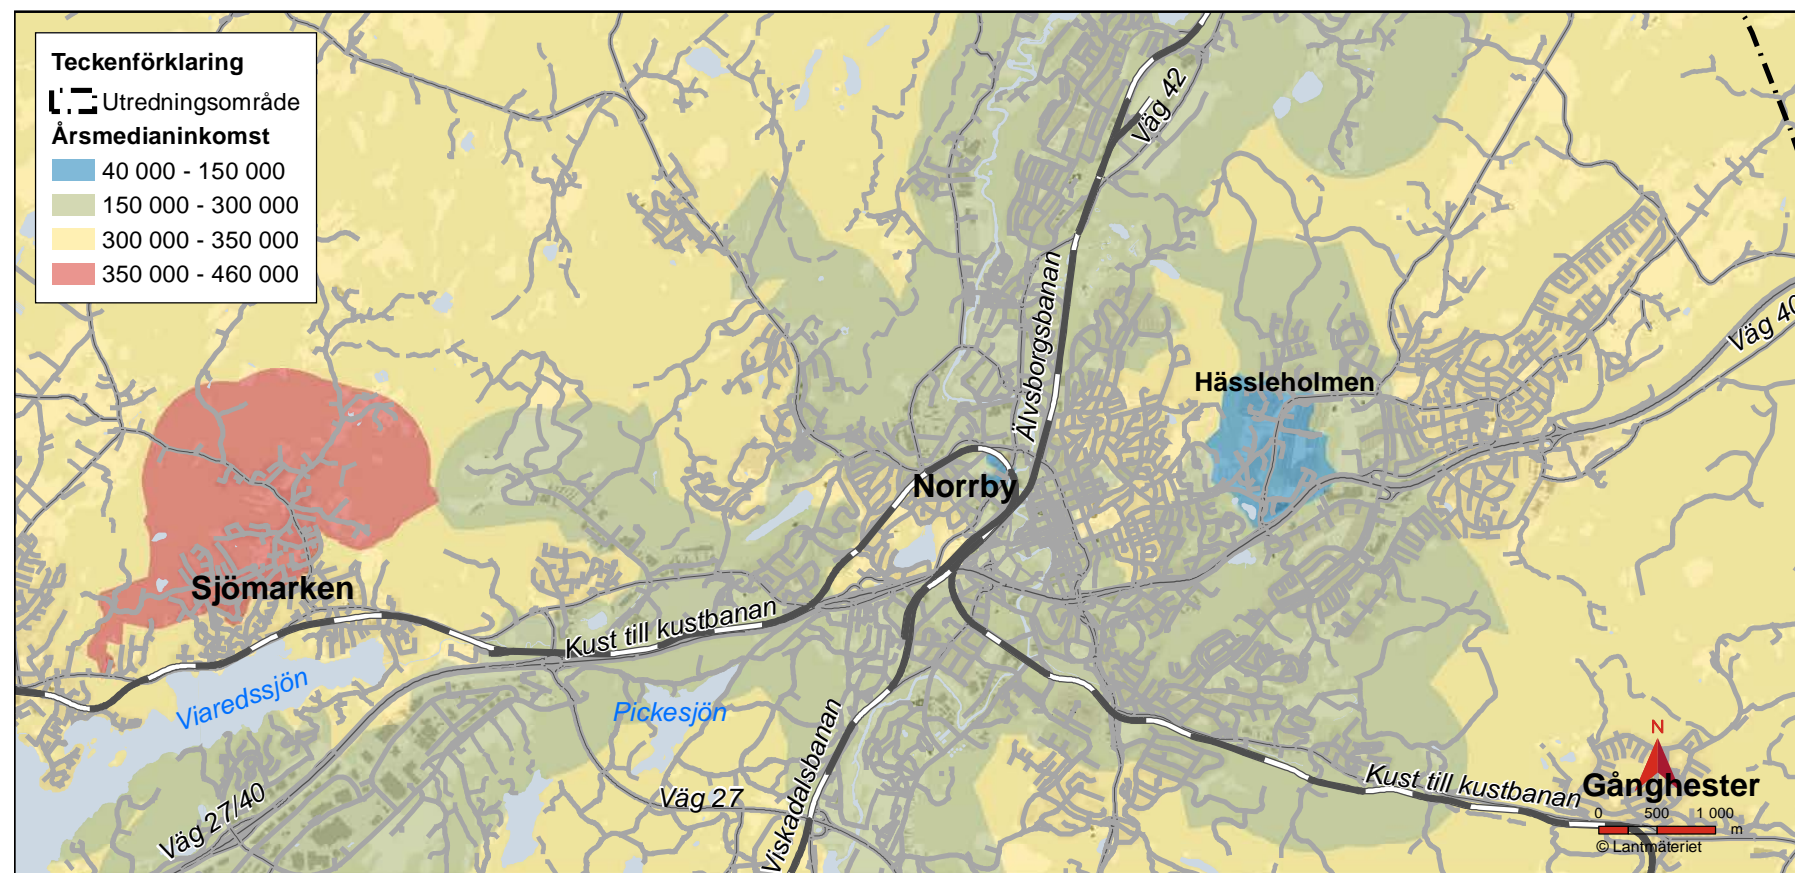 Teckenförklaring
Utredningsområde
Årsmedianinkomst
40 000 - 150 000
150 000 - 300 000
300 000 - 350 000
350 000 - 460 000
Väg 42
Älvsborgsbanan
Väg 40
Hässleholmen
Norrby
Sjömarken
Kust till kustbanan
Viaredssjön
Pickesjön
Viskadalsbanan
Väg 27
Väg 27/40
Kust till kustbanan
N
Gånghester
0 500 1 000
m
© Lantmäteriet